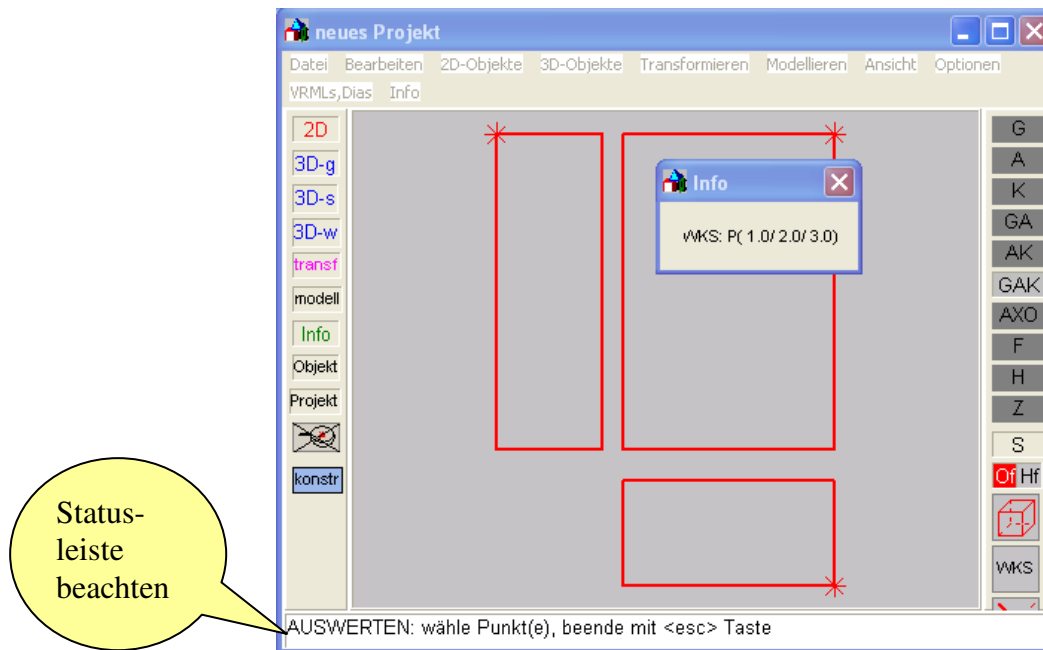 neues Projekt
Datei Bearbeiten 2D-Objekte 3D-Objekte Transformieren Modellieren Ansicht Optionen
VRMLs,Dias Info
2D
3D-g
3D-s
3D-w
transf
modell
Info
Objekt
Projekt
konstr
Info
WKS: P( 1.0/ 2.0/ 3.0)
G
A
K
GA
AK
GAK
AXO
F
H
Z
S
Of Hf
WKS
Status-
leiste
beachten
AUSWERTEN: wähle Punkt(e), beende mit <esc> Taste